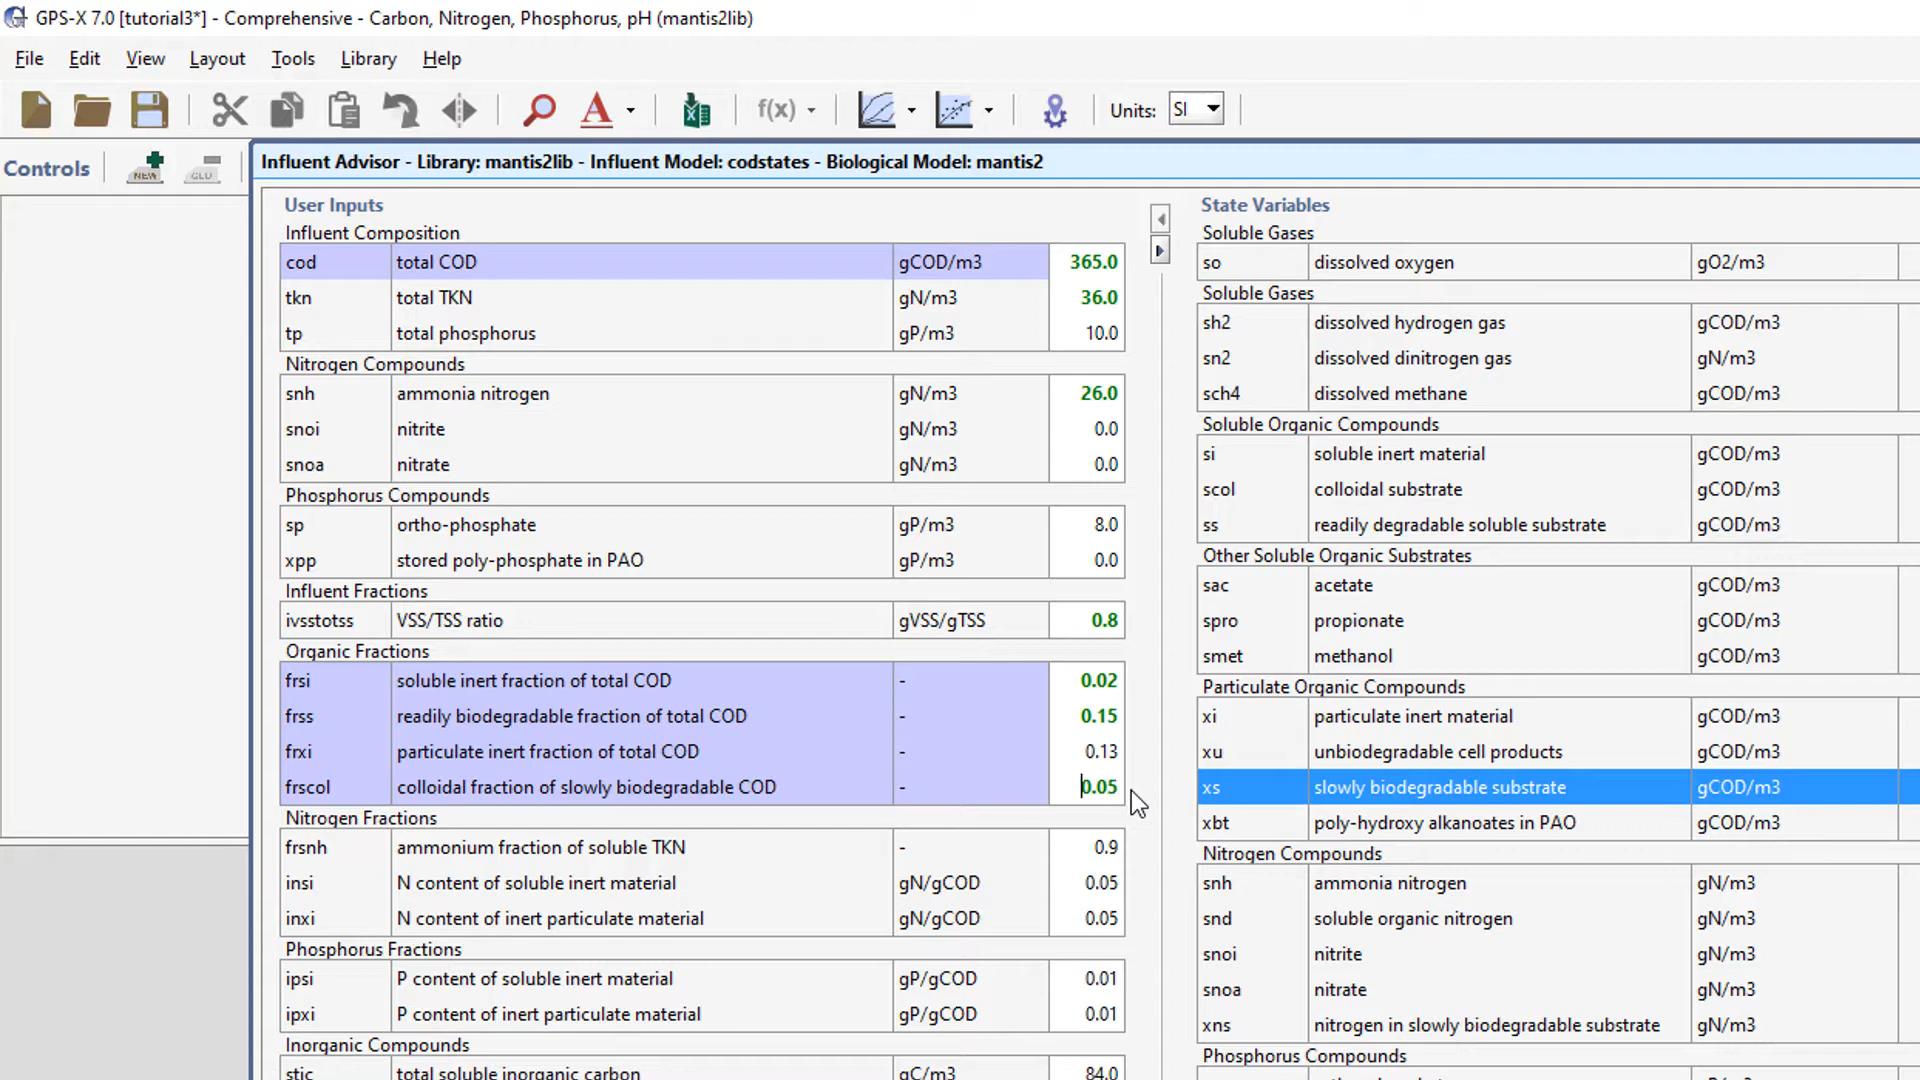 GPS-X 7.0 [tutorial3*] - Comprehensive - Carbon, Nitrogen, Phosphorus, pH (mantis2lib)
File Edit View Layout Tools Library Help
A f(x) Units: SI
Controls NEW GLU
Influent Advisor - Library: mantis2lib - Influent Model: codstates - Biological Model: mantis2
User Inputs
Influent Composition
cod total COD gCOD/m3 365.0
tkn total TKN gN/m3 36.0
tp total phosphorus gP/m3 10.0
Nitrogen Compounds
snh ammonia nitrogen gN/m3 26.0
snoi nitrite gN/m3 0.0
snoa nitrate gN/m3 0.0
Phosphorus Compounds
sp ortho-phosphate gP/m3 8.0
xpp stored poly-phosphate in PAO gP/m3 0.0
Influent Fractions
ivsstotss VSS/TSS ratio gVSS/gTSS 0.8
Organic Fractions
frsi soluble inert fraction of total COD - 0.02
frss readily biodegradable fraction of total COD - 0.15
frxi particulate inert fraction of total COD - 0.13
frscol colloidal fraction of slowly biodegradable COD - 0.05
Nitrogen Fractions
frsnh ammonium fraction of soluble TKN - 0.9
insi N content of soluble inert material gN/gCOD 0.05
inxi N content of inert particulate material gN/gCOD 0.05
Phosphorus Fractions
ipsi P content of soluble inert material gP/gCOD 0.01
ipxi P content of inert particulate material gP/gCOD 0.01
Inorganic Compounds
stic total soluble inorganic carbon gC/m3 84.0
State Variables
Soluble Gases
so dissolved oxygen gO2/m3
Soluble Gases
sh2 dissolved hydrogen gas gCOD/m3
sn2 dissolved dinitrogen gas gN/m3
sch4 dissolved methane gCOD/m3
Soluble Organic Compounds
si soluble inert material gCOD/m3
scol colloidal substrate gCOD/m3
ss readily degradable soluble substrate gCOD/m3
Other Soluble Organic Substrates
sac acetate gCOD/m3
spro propionate gCOD/m3
smet methanol gCOD/m3
Particulate Organic Compounds
xi particulate inert material gCOD/m3
xu unbiodegradable cell products gCOD/m3
xs slowly biodegradable substrate gCOD/m3
xbt poly-hydroxy alkanoates in PAO gCOD/m3
Nitrogen Compounds
snh ammonia nitrogen gN/m3
snd soluble organic nitrogen gN/m3
snoi nitrite gN/m3
snoa nitrate gN/m3
xns nitrogen in slowly biodegradable substrate gN/m3
Phosphorus Compounds